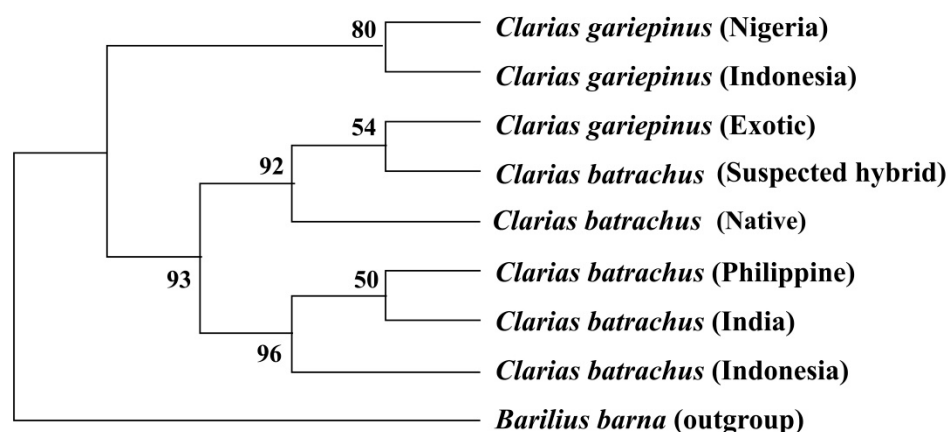 80
Clarias gariepinus (Nigeria)
Clarias gariepinus (Indonesia)
54
Clarias gariepinus (Exotic)
92
Clarias batrachus (Suspected hybrid)
Clarias batrachus (Native)
93
50
Clarias batrachus (Philippine)
Clarias batrachus (India)
96
Clarias batrachus (Indonesia)
Barilius barna (outgroup)